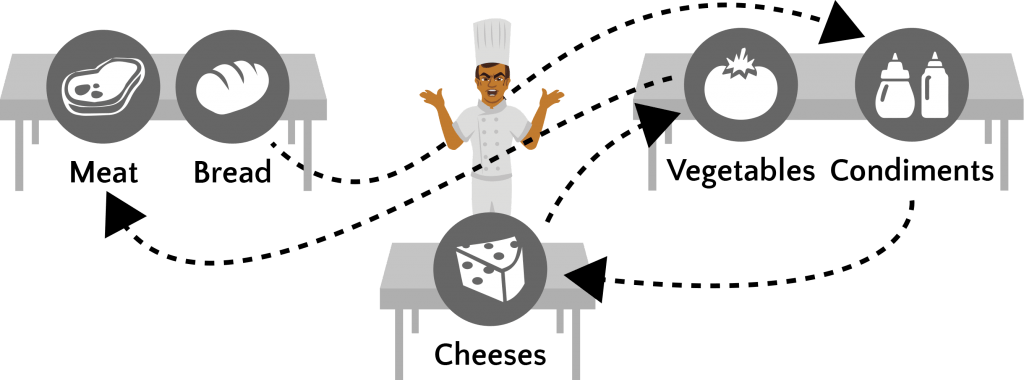 Meat
Bread
Vegetables
Condiments
Cheeses